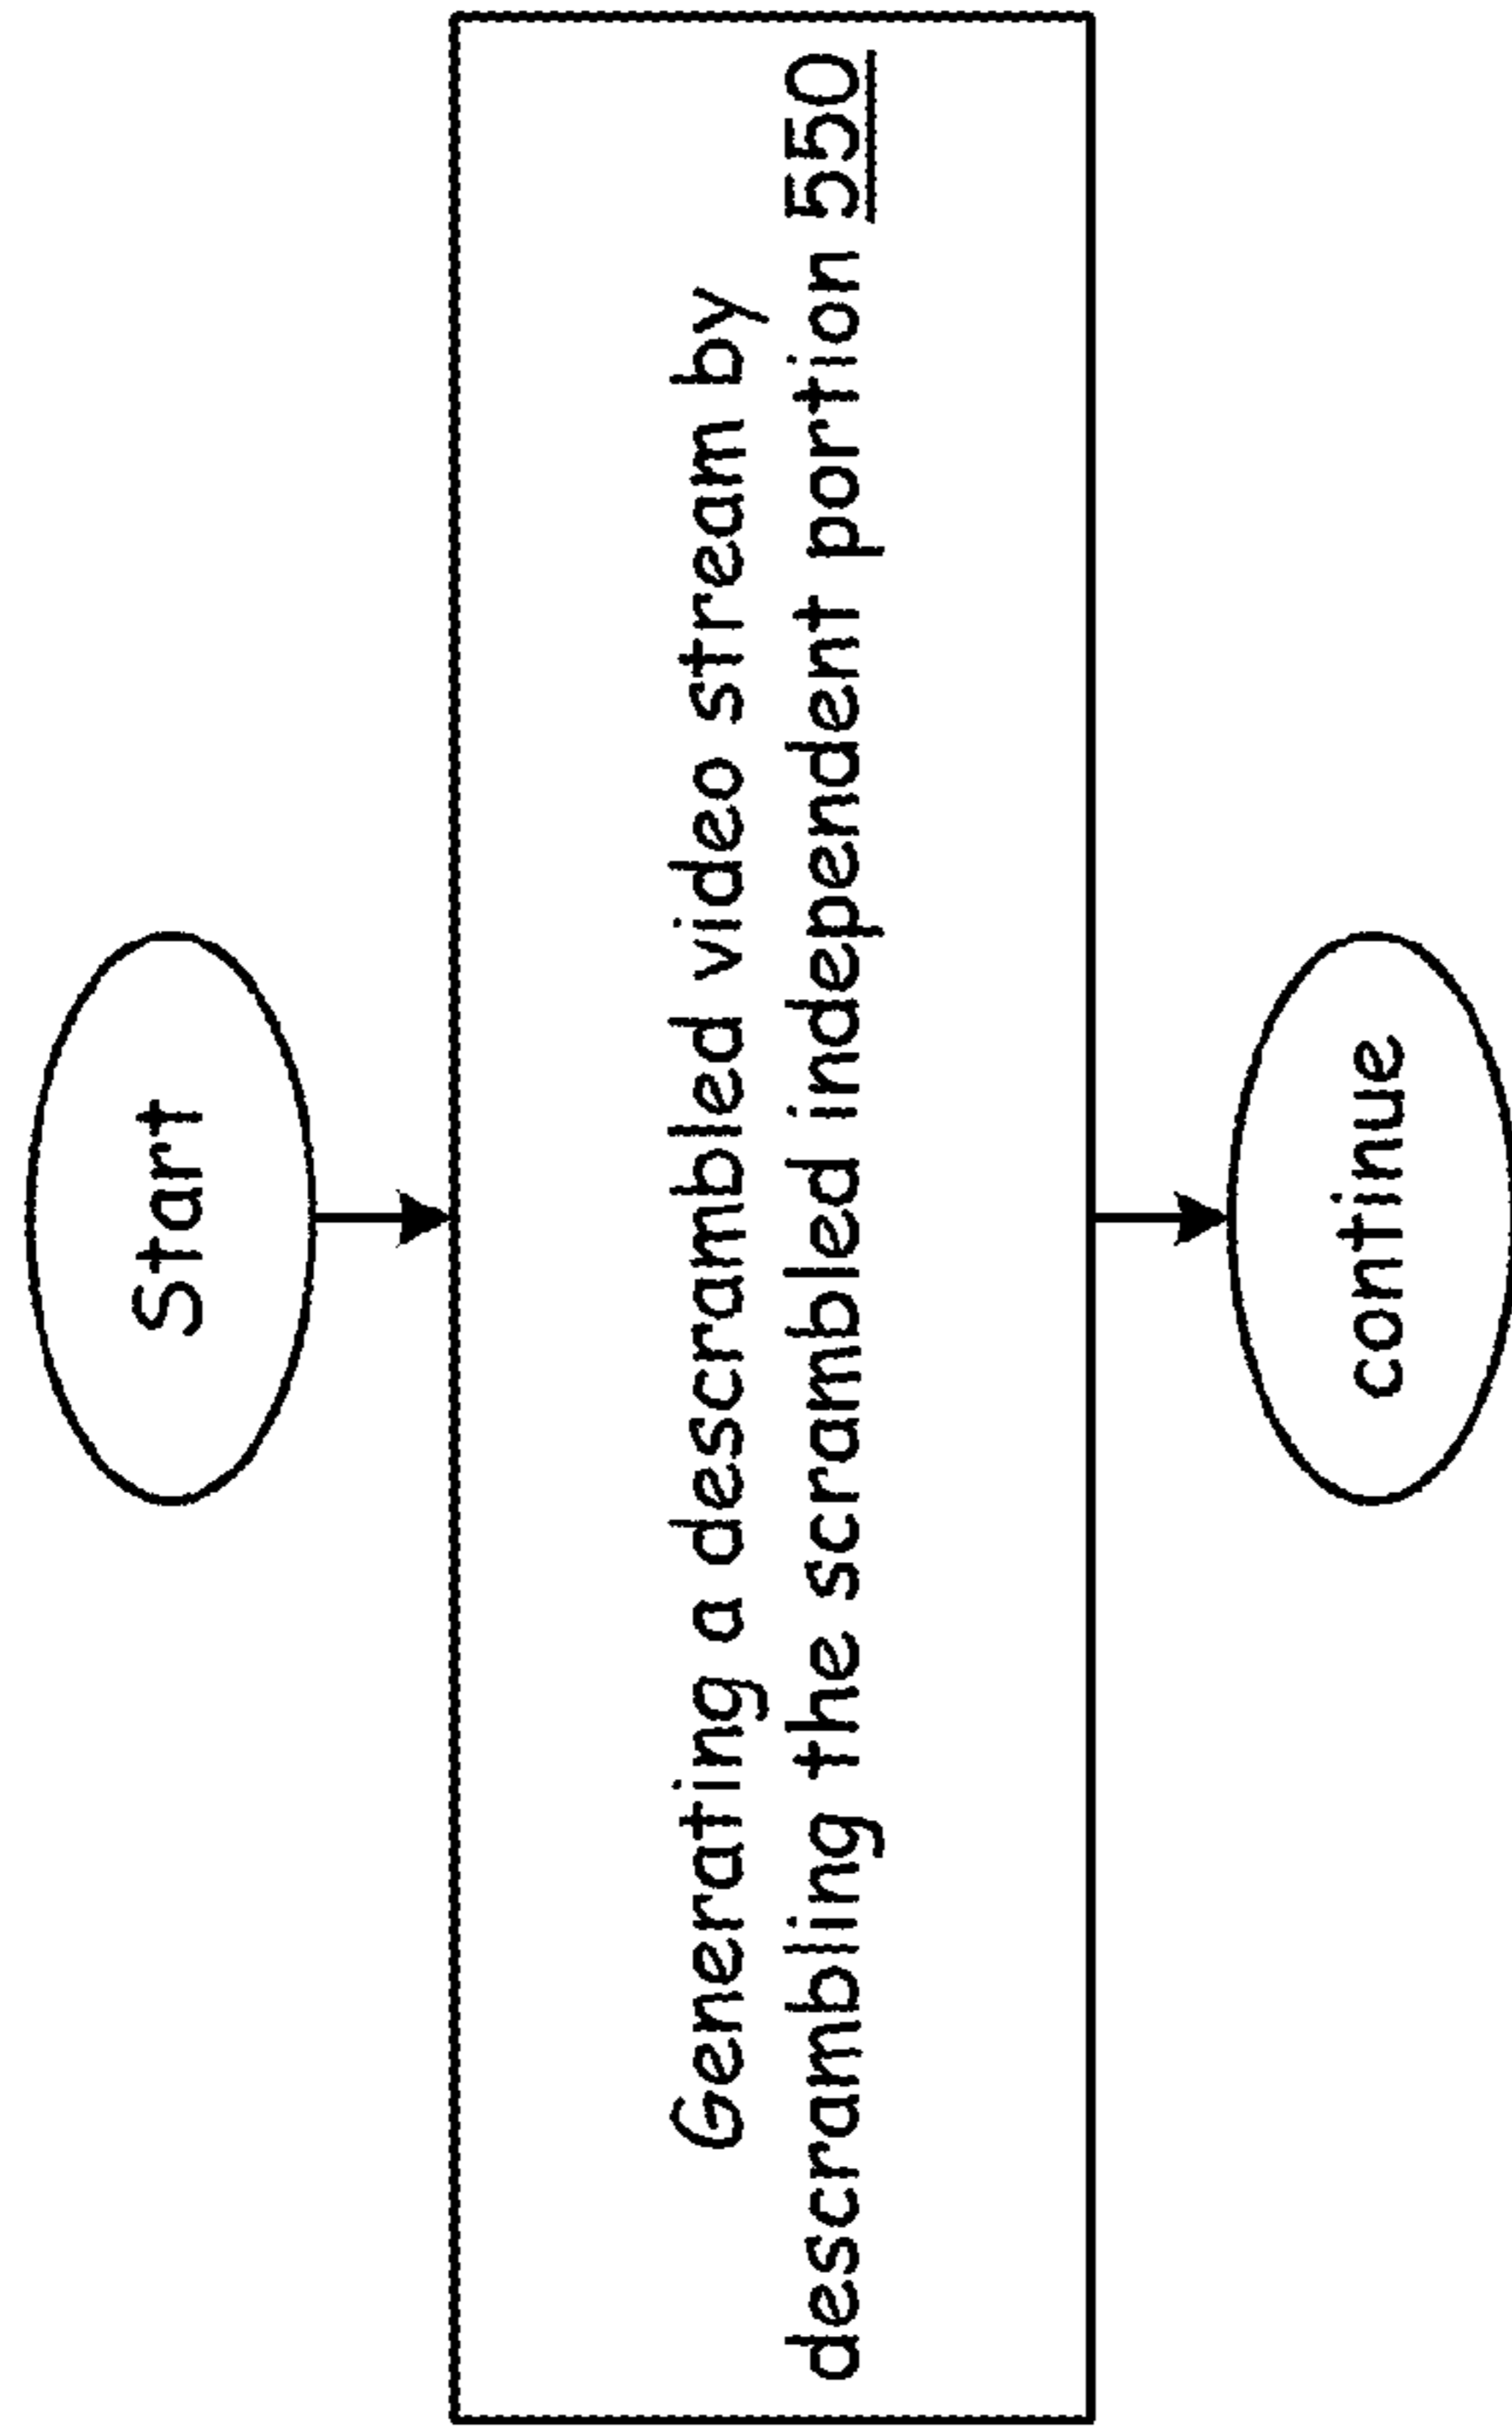 Start
Generating a descrambled video stream by
descrambling the scrambled independent portion 550
continue